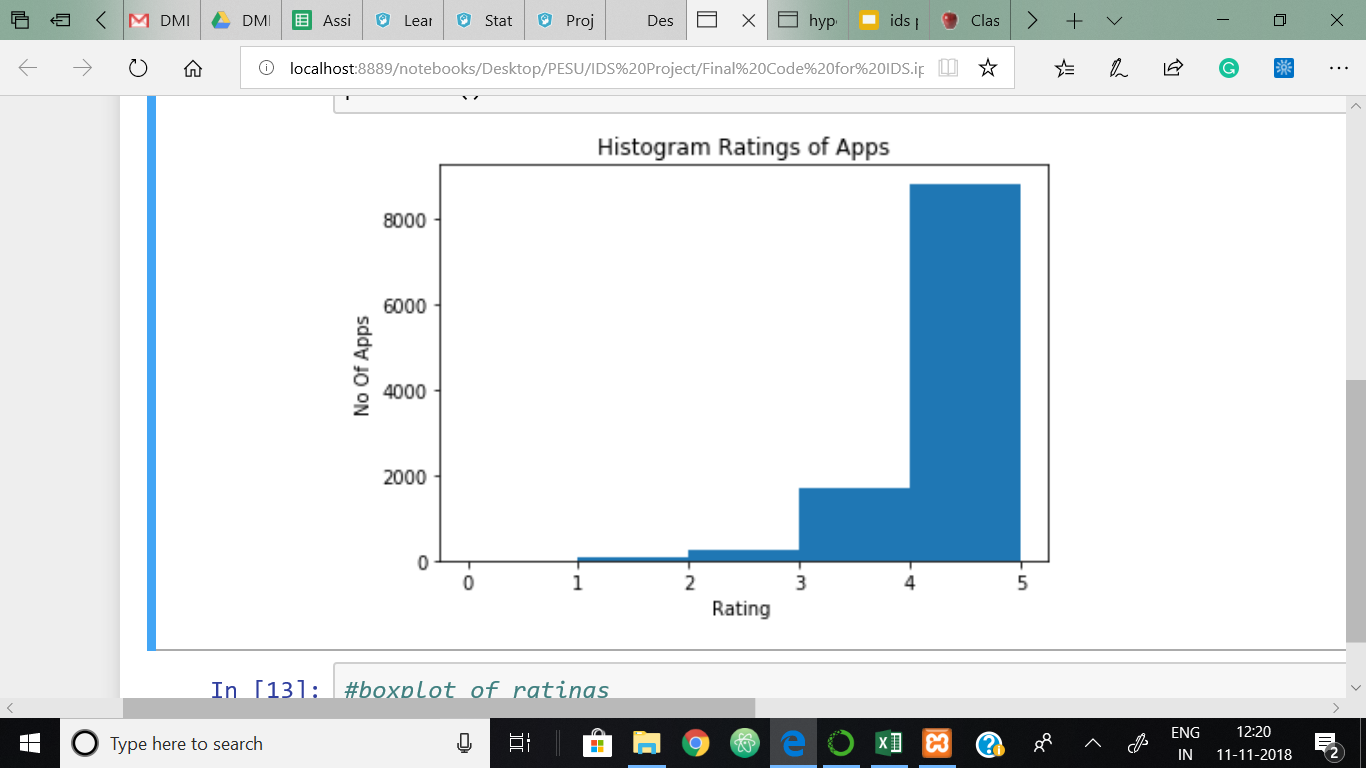 DMI
DMI
Assi
Lear
Stat
Proj
Des
hyp
ids p
Clas
localhost:8889/notebooks/Desktop/PESU/IDS%20Project/Final%20Code%20for%20IDS.ip
Histogram Ratings of Apps
8000
6000
4000
2000
0
No Of Apps
0 1 2 3 4 5
Rating
In [13]: #boxplot of ratings
Type here to search
ENG
IN
12:20
11-11-2018
2